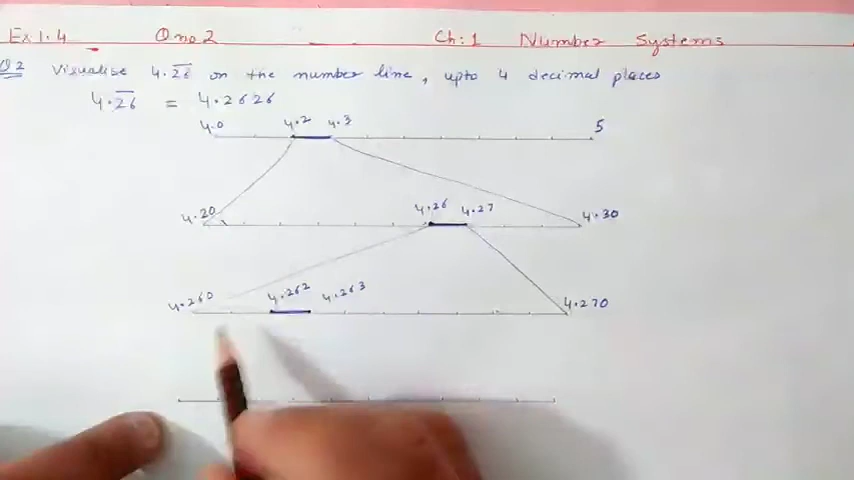 Ex 1.4 Q no 2 Ch: 1 Number Systems
Q2 Visualise 4.2̅6̅ on the number line, upto 4 decimal places
4.2̅6̅ = 4.2626
4.0 4.2 4.3 5
4.20 4.26 4.27 4.30
4.260 4.262 4.263 4.270